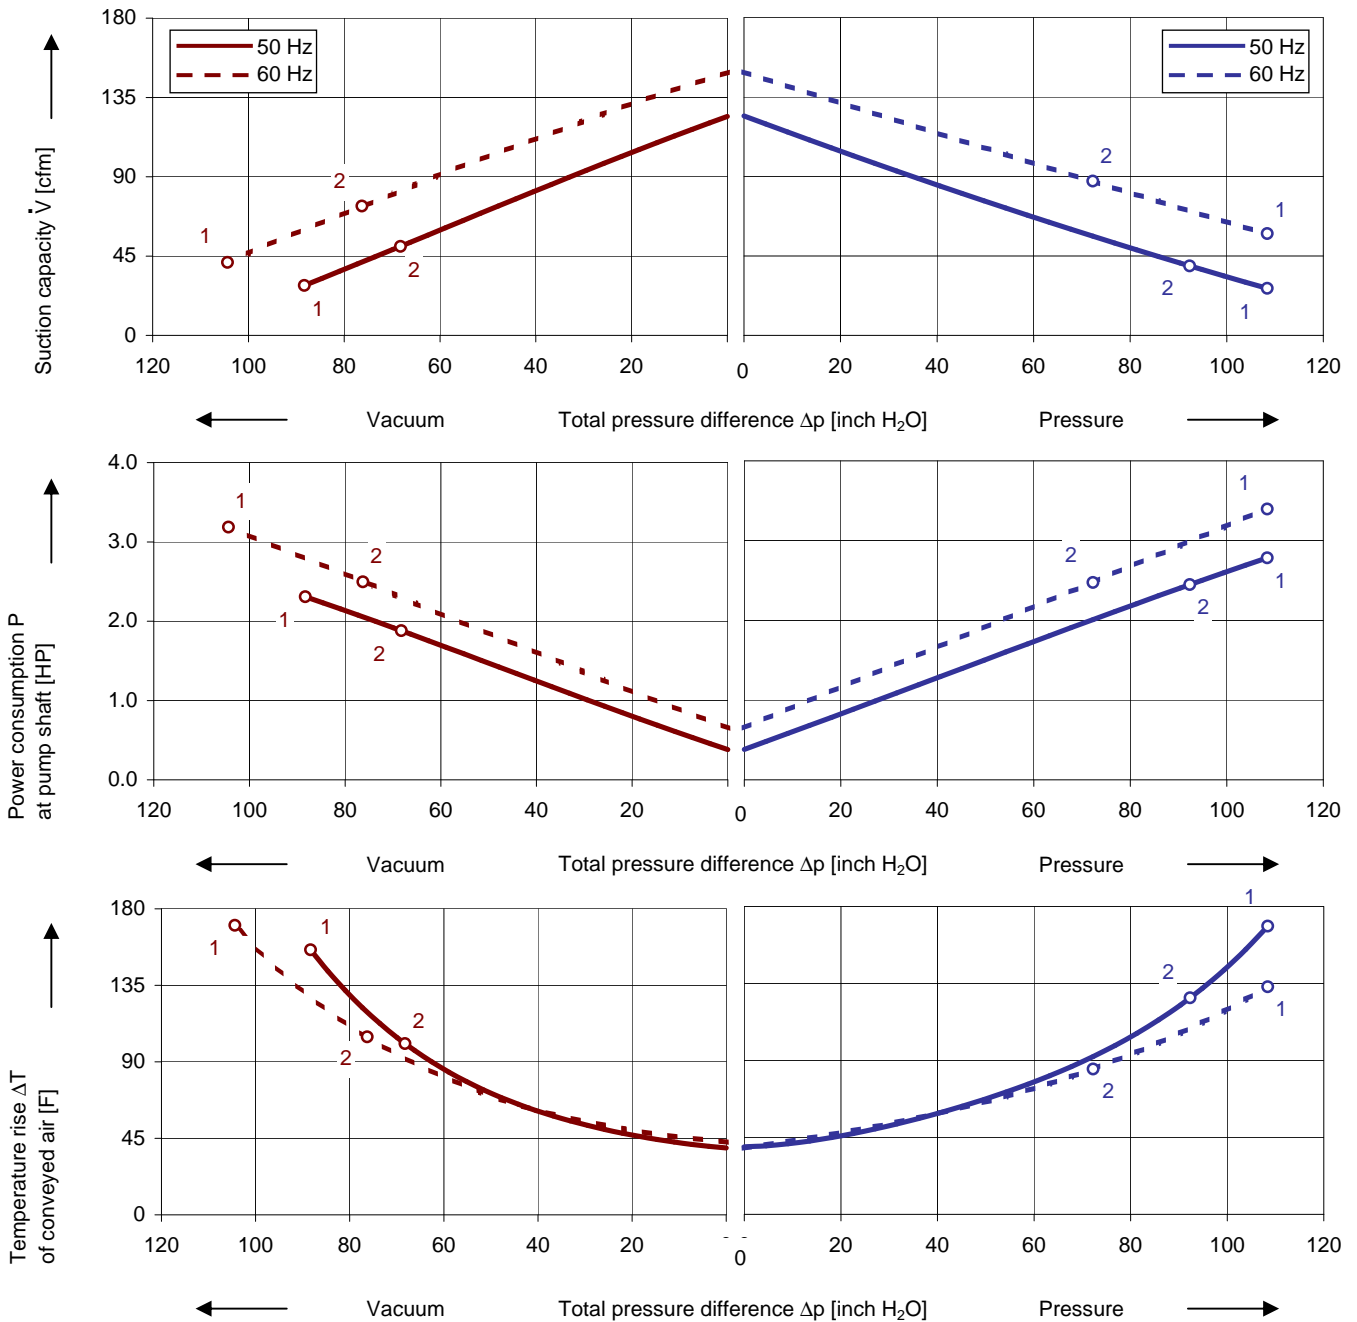 180
135
90
45
0
Suction capacity V̇ [cfm]
50 Hz
60 Hz
50 Hz
60 Hz
2
1
2
1
2
1
2
1
120 100 80 60 40 20 0 20 40 60 80 100 120
Vacuum Total pressure difference Δp [inch H₂O] Pressure
4.0
3.0
2.0
1.0
0.0
Power consumption P
at pump shaft [HP]
1
2
1
2
1
2
1
2
120 100 80 60 40 20 0 20 40 60 80 100 120
Vacuum Total pressure difference Δp [inch H₂O] Pressure
180
135
90
45
0
Temperature rise ΔT
of conveyed air [F]
1
1
2
2
1
2
1
2
120 100 80 60 40 20 0 20 40 60 80 100 120
Vacuum Total pressure difference Δp [inch H₂O] Pressure